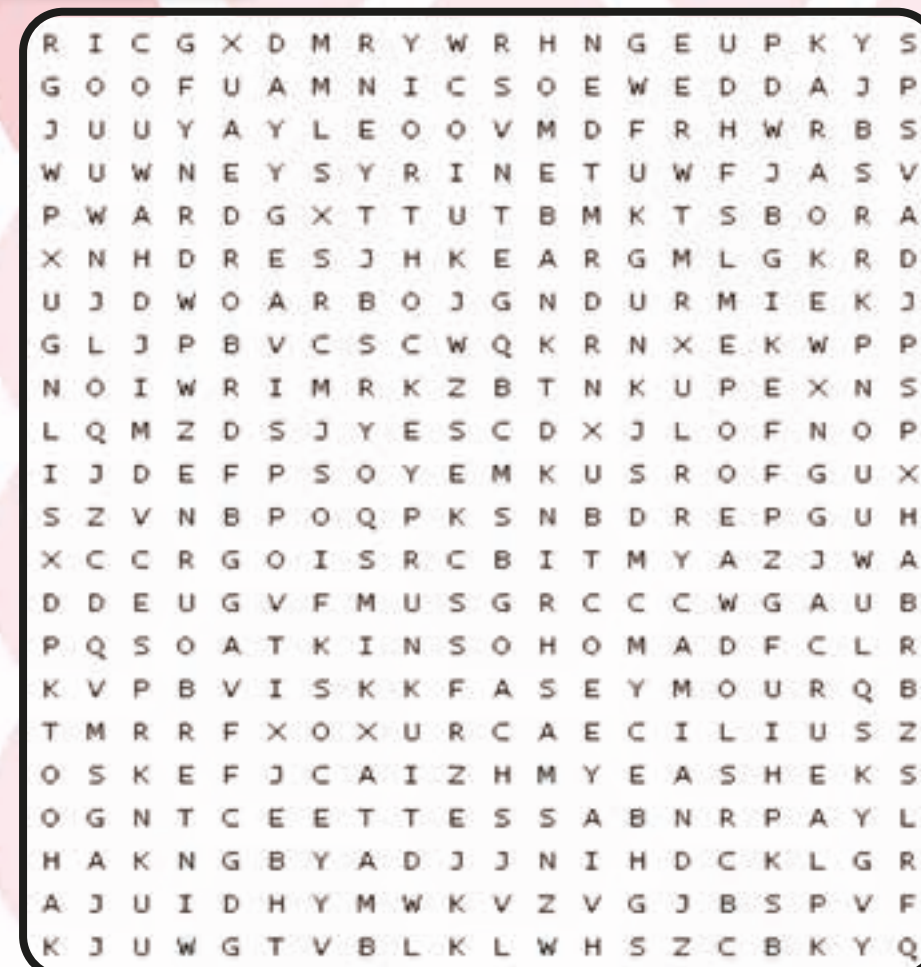 R I C G X D M R Y W R H N G E U P K Y S
G O O F U A M N I C S O E W E D D A J P
J U U Y A Y L E O O V M D F R H W R B S
W U W N E Y S Y R I N E T U W F J A S V
P W A R D G X T T U T B M K T S B O R A
X N H D R E S J H K E A R G M L G K R D
U J D W O A R B O J G N D U R M I E K J
G L J P B V C S C W Q K R N X E K W P P
N O I W R I M R K Z B T N K U P E X N S
L Q M Z D S J Y E S C D X J L O F N O P
I J D E F P S O Y E M K U S R O F G U X
S Z V N B P O Q P K S N B D R E P G U H
X C C R G O I S R C B I T M Y A Z J W A
D D E U G V F M U S G R C C C W G A U B
P Q S O A T K I N S O H O M A D F C L R
K V P B V I S K K F A S E Y M O U R Q B
T M R R F X O X U R C A E C I L I U S Z
O S K E F J C A I Z H M Y E A S H E K S
O G N T C E E T T E S S A B N R P A Y L
H A K N G B Y A D J J N I H D C K L G R
A J U I D H Y M W K V Z V G J B S P V F
K J U W G T V B L K L W H S Z C B K Y Q